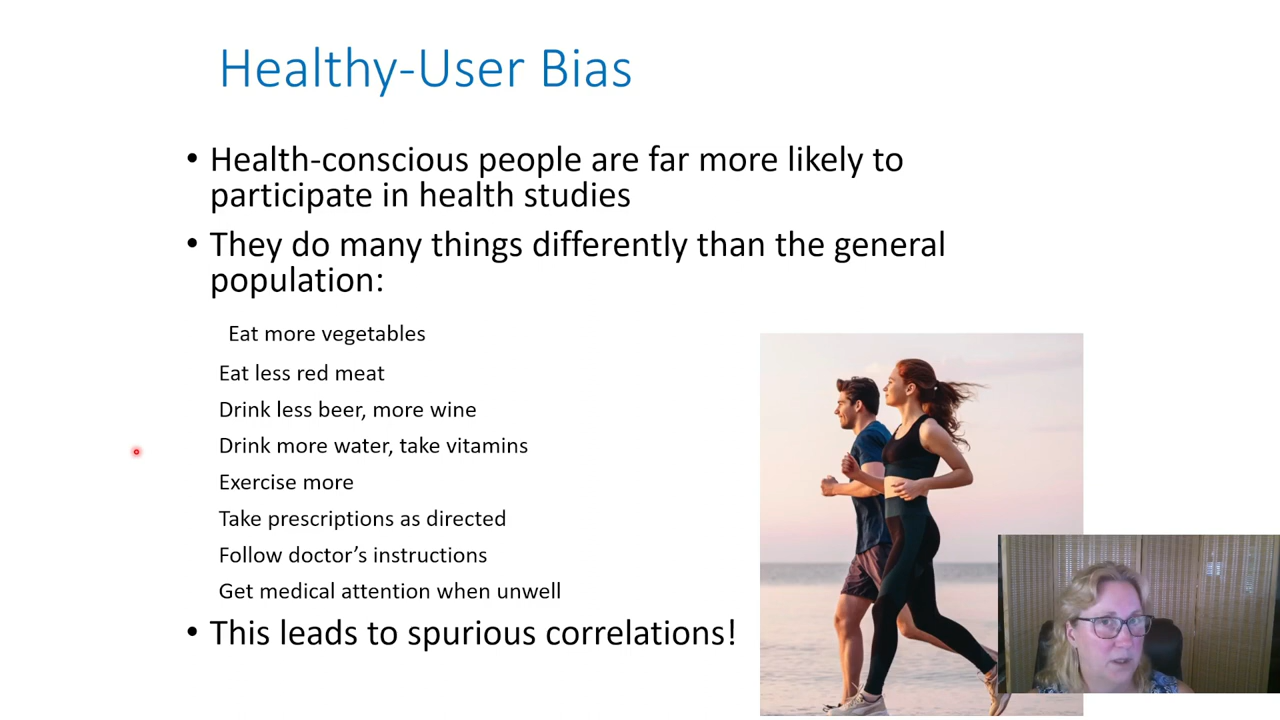 Healthy-User Bias
• Health-conscious people are far more likely to
participate in health studies
• They do many things differently than the general
population:
Eat more vegetables
Eat less red meat
Drink less beer, more wine
Drink more water, take vitamins
Exercise more
Take prescriptions as directed
Follow doctor’s instructions
Get medical attention when unwell
• This leads to spurious correlations!